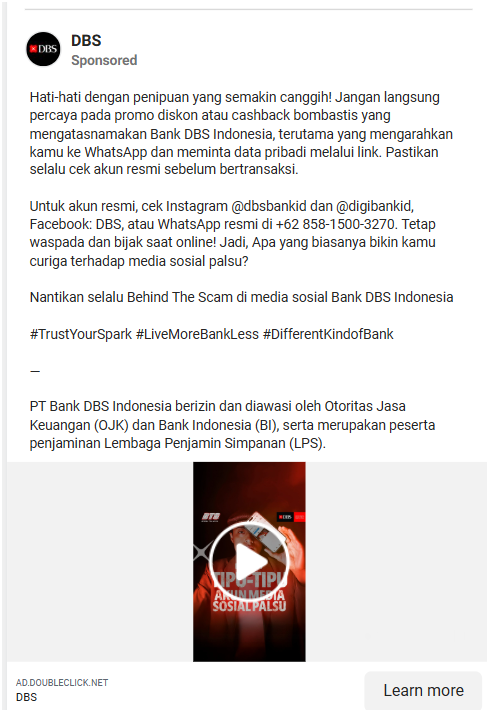 DBS
DBS
Sponsored
Hati-hati dengan penipuan yang semakin canggih! Jangan langsung
percaya pada promo diskon atau cashback bombastis yang
mengatasnamakan Bank DBS Indonesia, terutama yang mengarahkan
kamu ke WhatsApp dan meminta data pribadi melalui link. Pastikan
selalu cek akun resmi sebelum bertransaksi.
Untuk akun resmi, cek Instagram @dbsbankid dan @digibankid,
Facebook: DBS, atau WhatsApp resmi di +62 858-1500-3270. Tetap
waspada dan bijak saat online! Jadi, Apa yang biasanya bikin kamu
curiga terhadap media sosial palsu?
Nantikan selalu Behind The Scam di media sosial Bank DBS Indonesia
#TrustYourSpark #LiveMoreBankLess #DifferentKindofBank
—
PT Bank DBS Indonesia berizin dan diawasi oleh Otoritas Jasa
Keuangan (OJK) dan Bank Indonesia (BI), serta merupakan peserta
penjaminan Lembaga Penjamin Simpanan (LPS).
DBS
TIPU-TIPU
AKUN MEDIA
SOSIAL PALSU
AD.DOUBLECLICK.NET
DBS
Learn more